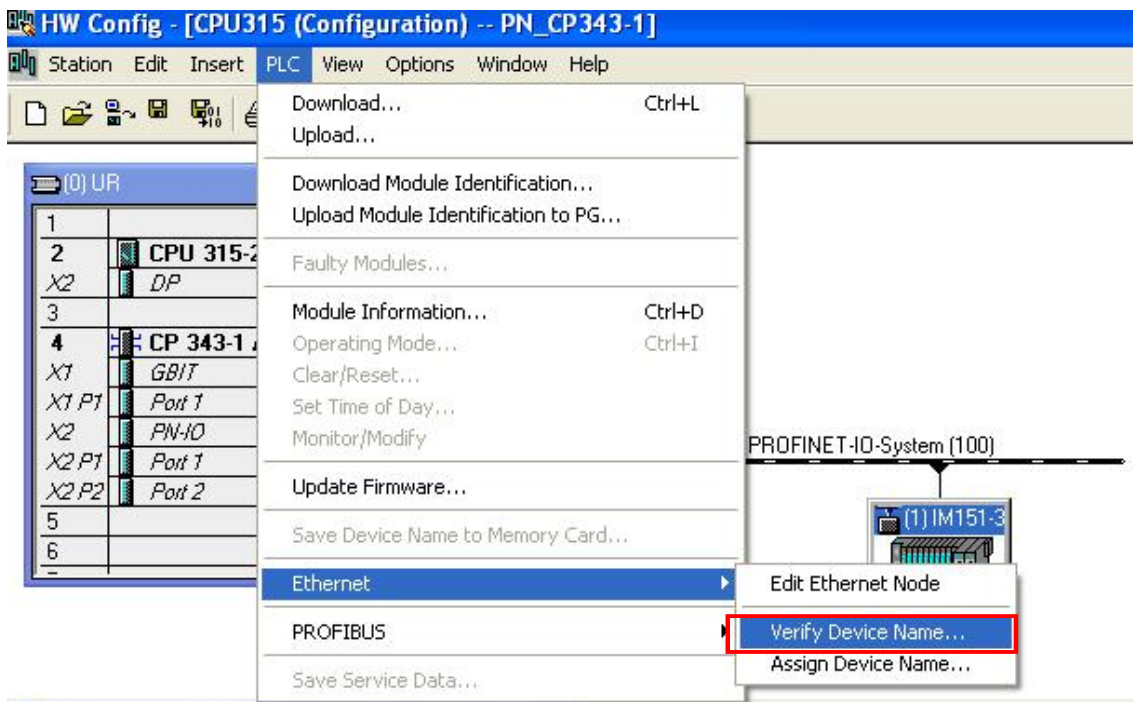 HW Config - [CPU315 (Configuration) -- PN_CP343-1]
Station Edit Insert PLC View Options Window Help
Download... Ctrl+L
Upload...
Download Module Identification...
Upload Module Identification to PG...
Faulty Modules...
Module Information... Ctrl+D
Operating Mode... Ctrl+I
Clear/Reset...
Set Time of Day...
Monitor/Modify
Update Firmware...
Save Device Name to Memory Card...
Ethernet
PROFIBUS
Save Service Data...
Edit Ethernet Node
Verify Device Name...
Assign Device Name...
(0) UR
1
2 CPU 315-2
X2 DP
3
4 CP 343-1
X1 GBIT
X1 P1 Port 1
X2 PN-IO
X2 P1 Port 1
X2 P2 Port 2
5
6
PROFINET-IO-System (100)
(1) IM151-3